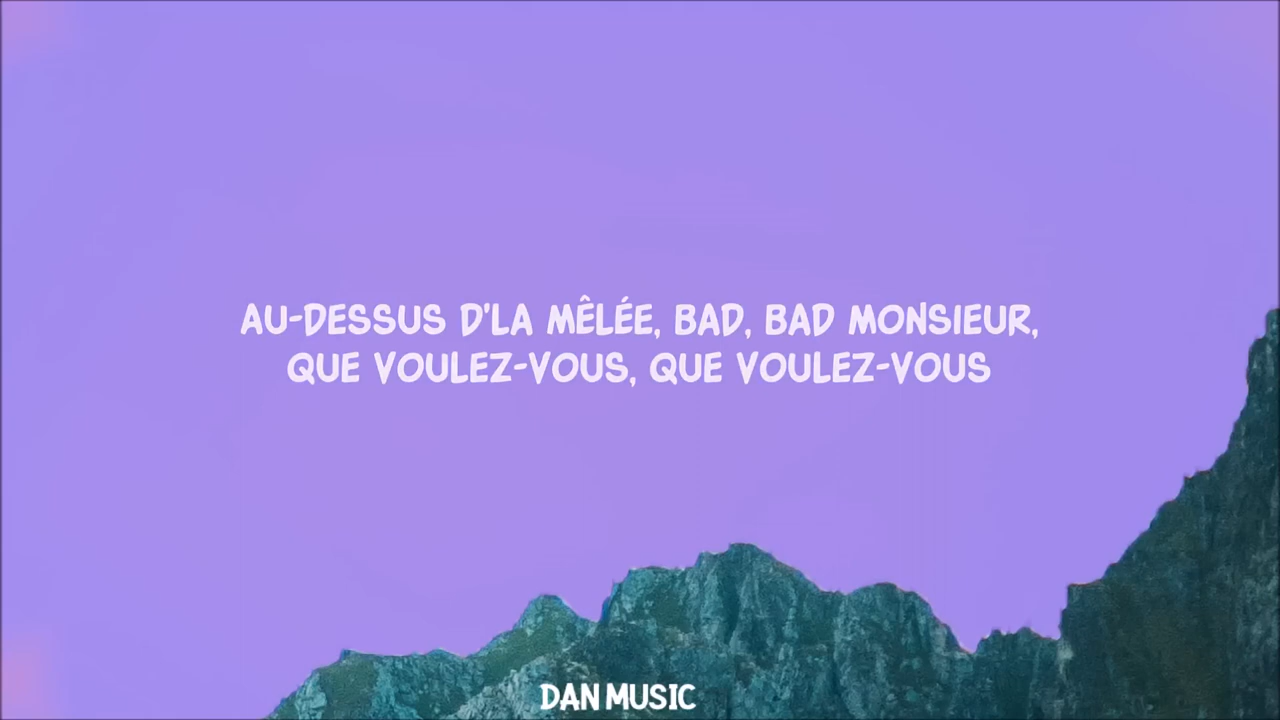 AU-DESSUS D'LA MÊLÉE, BAD, BAD MONSIEUR,
QUE VOULEZ-VOUS, QUE VOULEZ-VOUS
DAN MUSIC